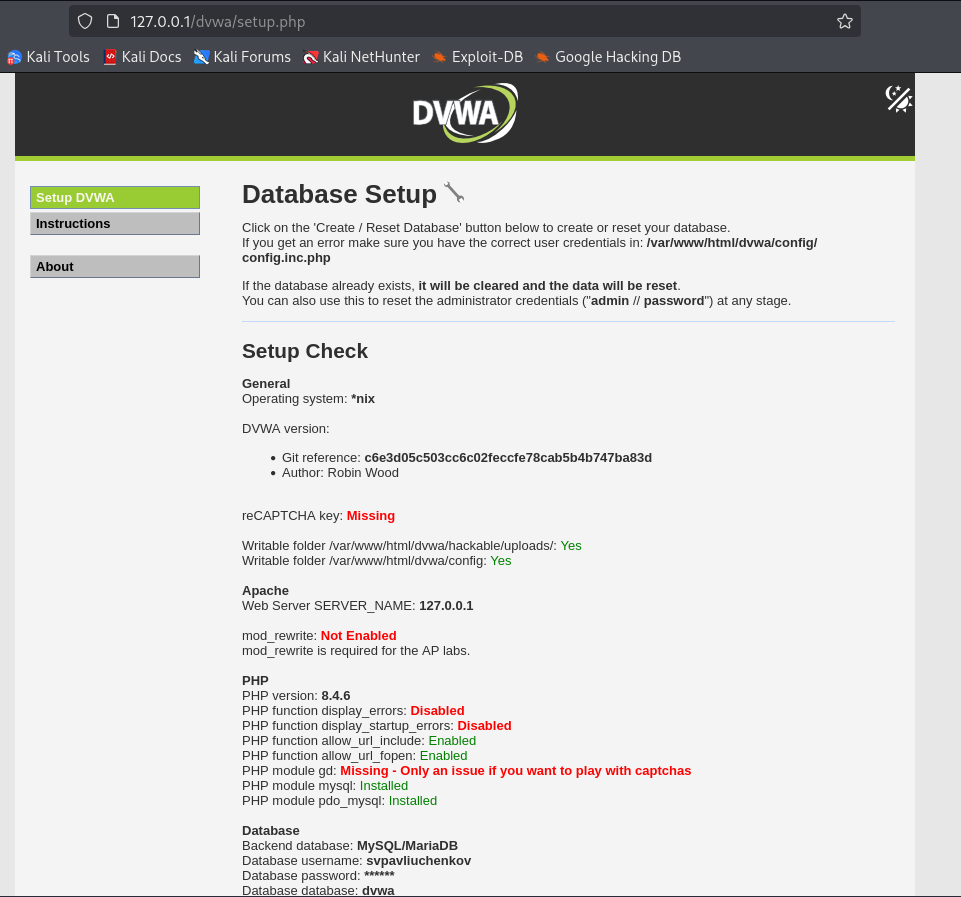 127.0.0.1/dvwa/setup.php
Kali Tools Kali Docs Kali Forums Kali NetHunter Exploit-DB Google Hacking DB
DVWA
Setup DVWA
Instructions
About
Database Setup
Click on the 'Create / Reset Database' button below to create or reset your database.
If you get an error make sure you have the correct user credentials in: /var/www/html/dvwa/config/
config.inc.php
If the database already exists, it will be cleared and the data will be reset.
You can also use this to reset the administrator credentials ("admin // password") at any stage.
Setup Check
General
Operating system: *nix
DVWA version:
• Git reference: c6e3d05c503cc6c02feccfe78cab5b4b747ba83d
• Author: Robin Wood
reCAPTCHA key: Missing
Writable folder /var/www/html/dvwa/hackable/uploads/: Yes
Writable folder /var/www/html/dvwa/config: Yes
Apache
Web Server SERVER_NAME: 127.0.0.1
mod_rewrite: Not Enabled
mod_rewrite is required for the AP labs.
PHP
PHP version: 8.4.6
PHP function display_errors: Disabled
PHP function display_startup_errors: Disabled
PHP function allow_url_include: Enabled
PHP function allow_url_fopen: Enabled
PHP module gd: Missing - Only an issue if you want to play with captchas
PHP module mysql: Installed
PHP module pdo_mysql: Installed
Database
Backend database: MySQL/MariaDB
Database username: svpavliuchenkov
Database password: ******
Database database: dvwa